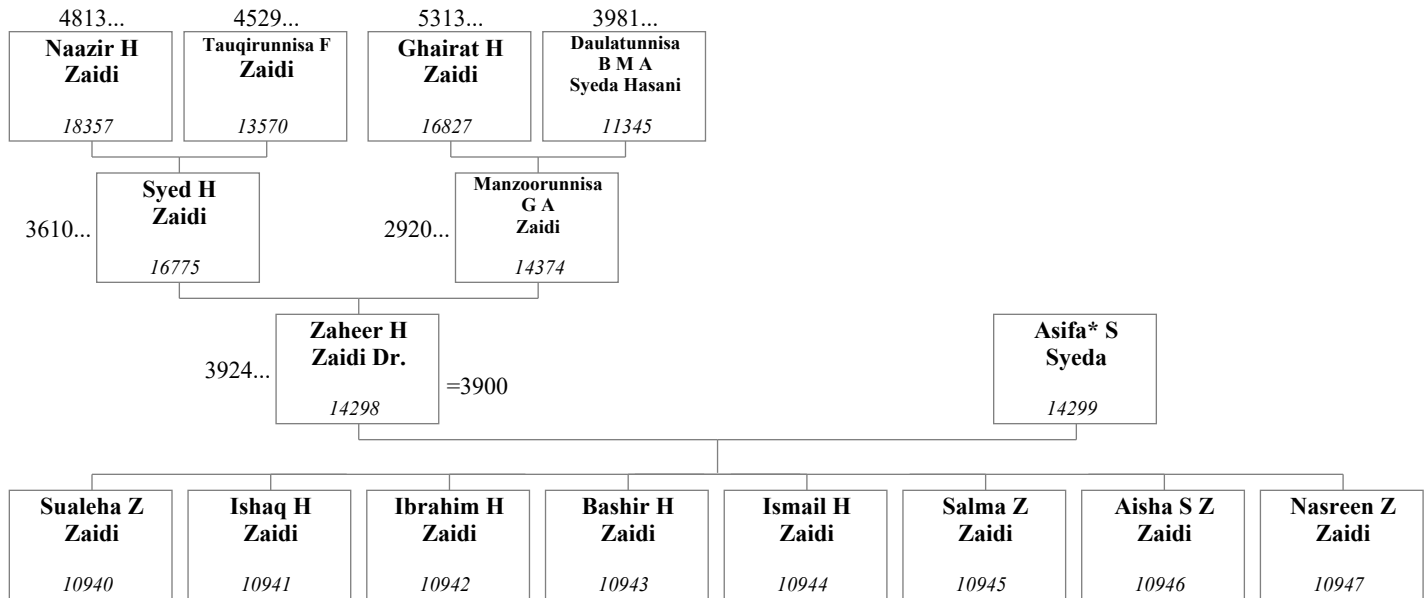 4813... 4529... 5313... 3981...
Naazir H
Zaidi
18357
Tauqirunnisa F
Zaidi
13570
Ghairat H
Zaidi
16827
Daulatunnisa
B M A
Syeda Hasani
11345
3610...
Syed H
Zaidi
16775
2920...
Manzoorunnisa
G A
Zaidi
14374
3924...
Zaheer H
Zaidi Dr.
14298
=3900
Asifa* S
Syeda
14299
Sualeha Z
Zaidi
10940
Ishaq H
Zaidi
10941
Ibrahim H
Zaidi
10942
Bashir H
Zaidi
10943
Ismail H
Zaidi
10944
Salma Z
Zaidi
10945
Aisha S Z
Zaidi
10946
Nasreen Z
Zaidi
10947